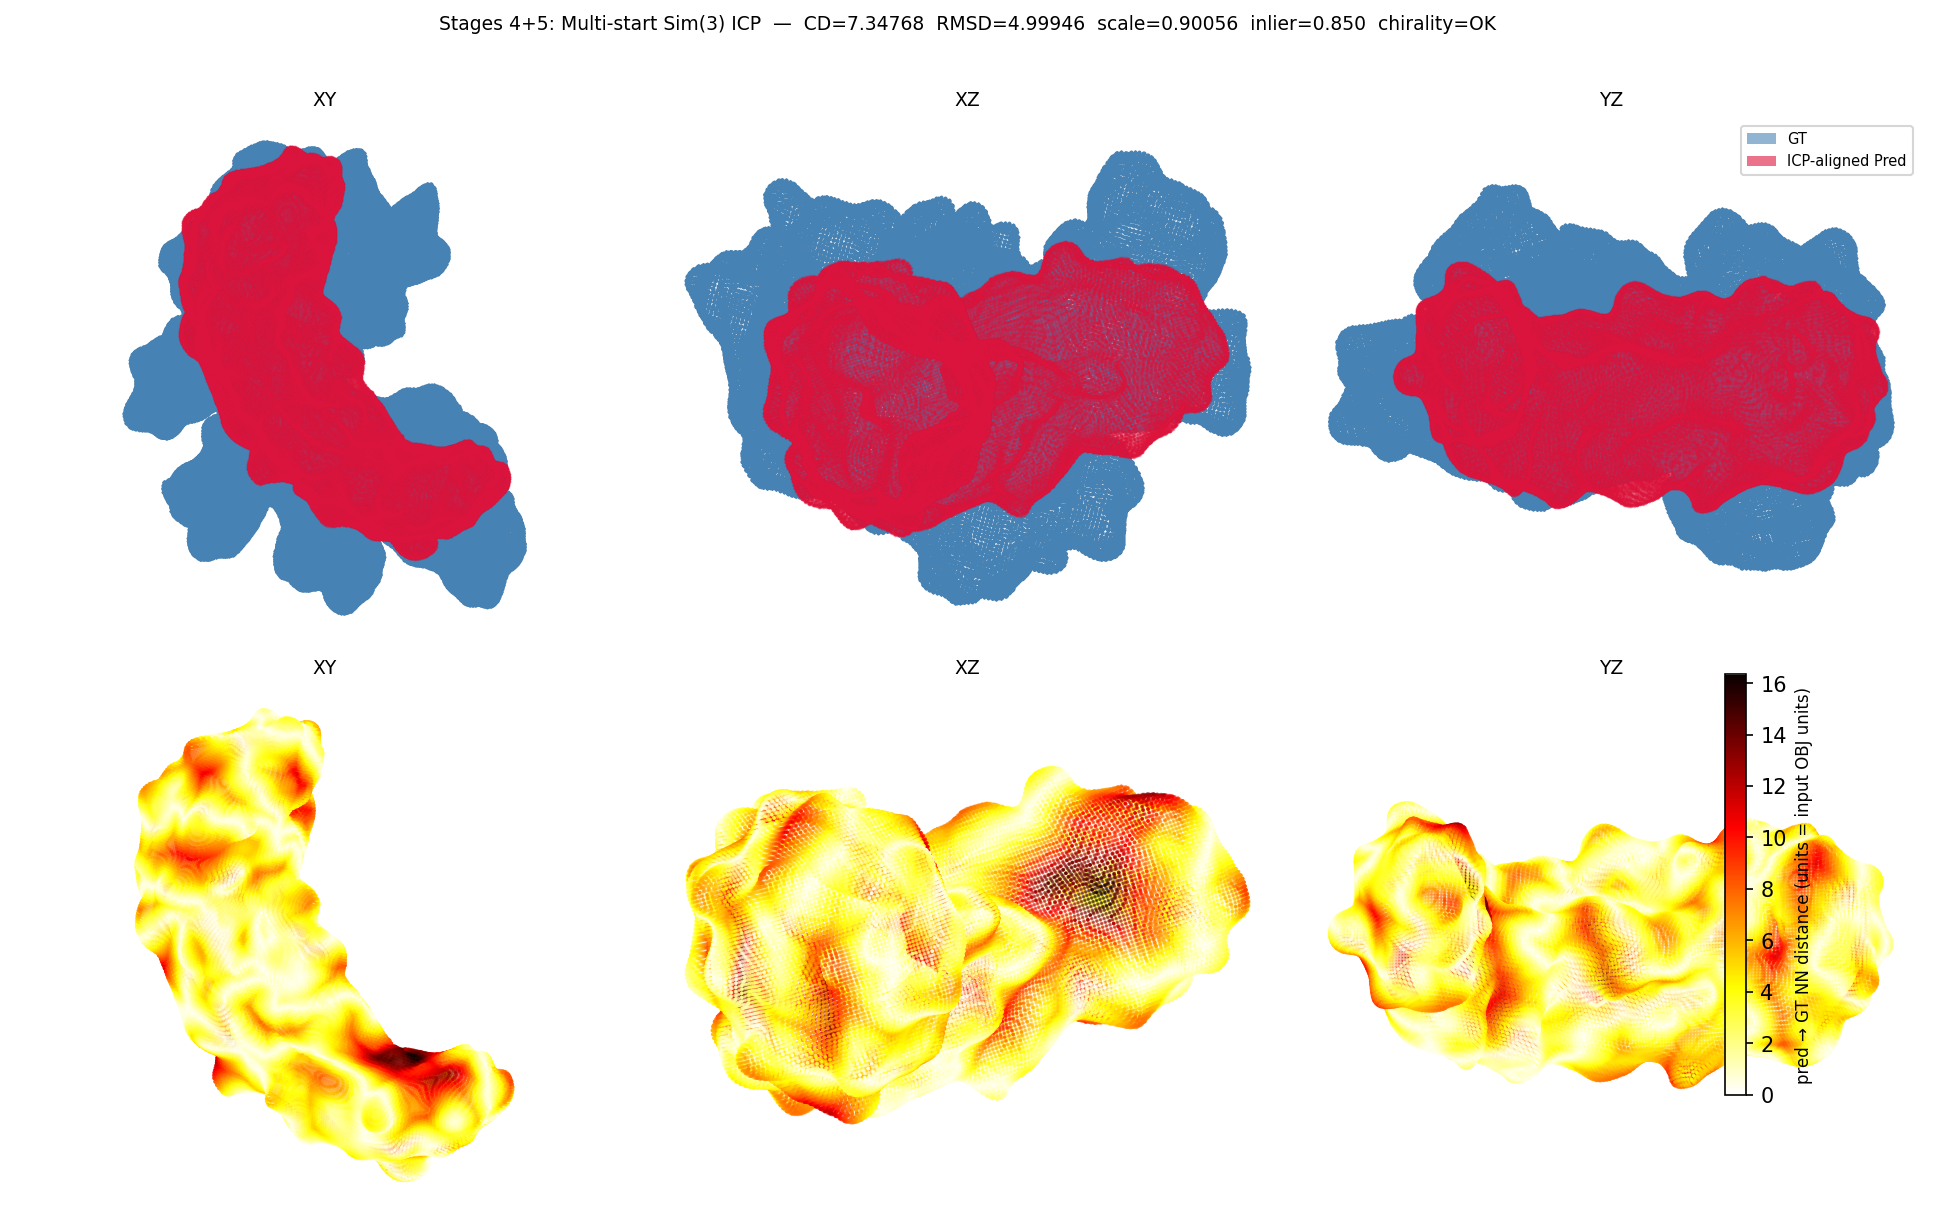 Stages 4+5: Multi-start Sim(3) ICP — CD=7.34768 RMSD=4.99946 scale=0.90056 inlier=0.850 chirality=OK
XY
XZ
YZ
GT
ICP-aligned Pred
XY
XZ
YZ
16
14
12
10
8
6
4
2
0
pred → GT NN distance (units = input OBJ units)